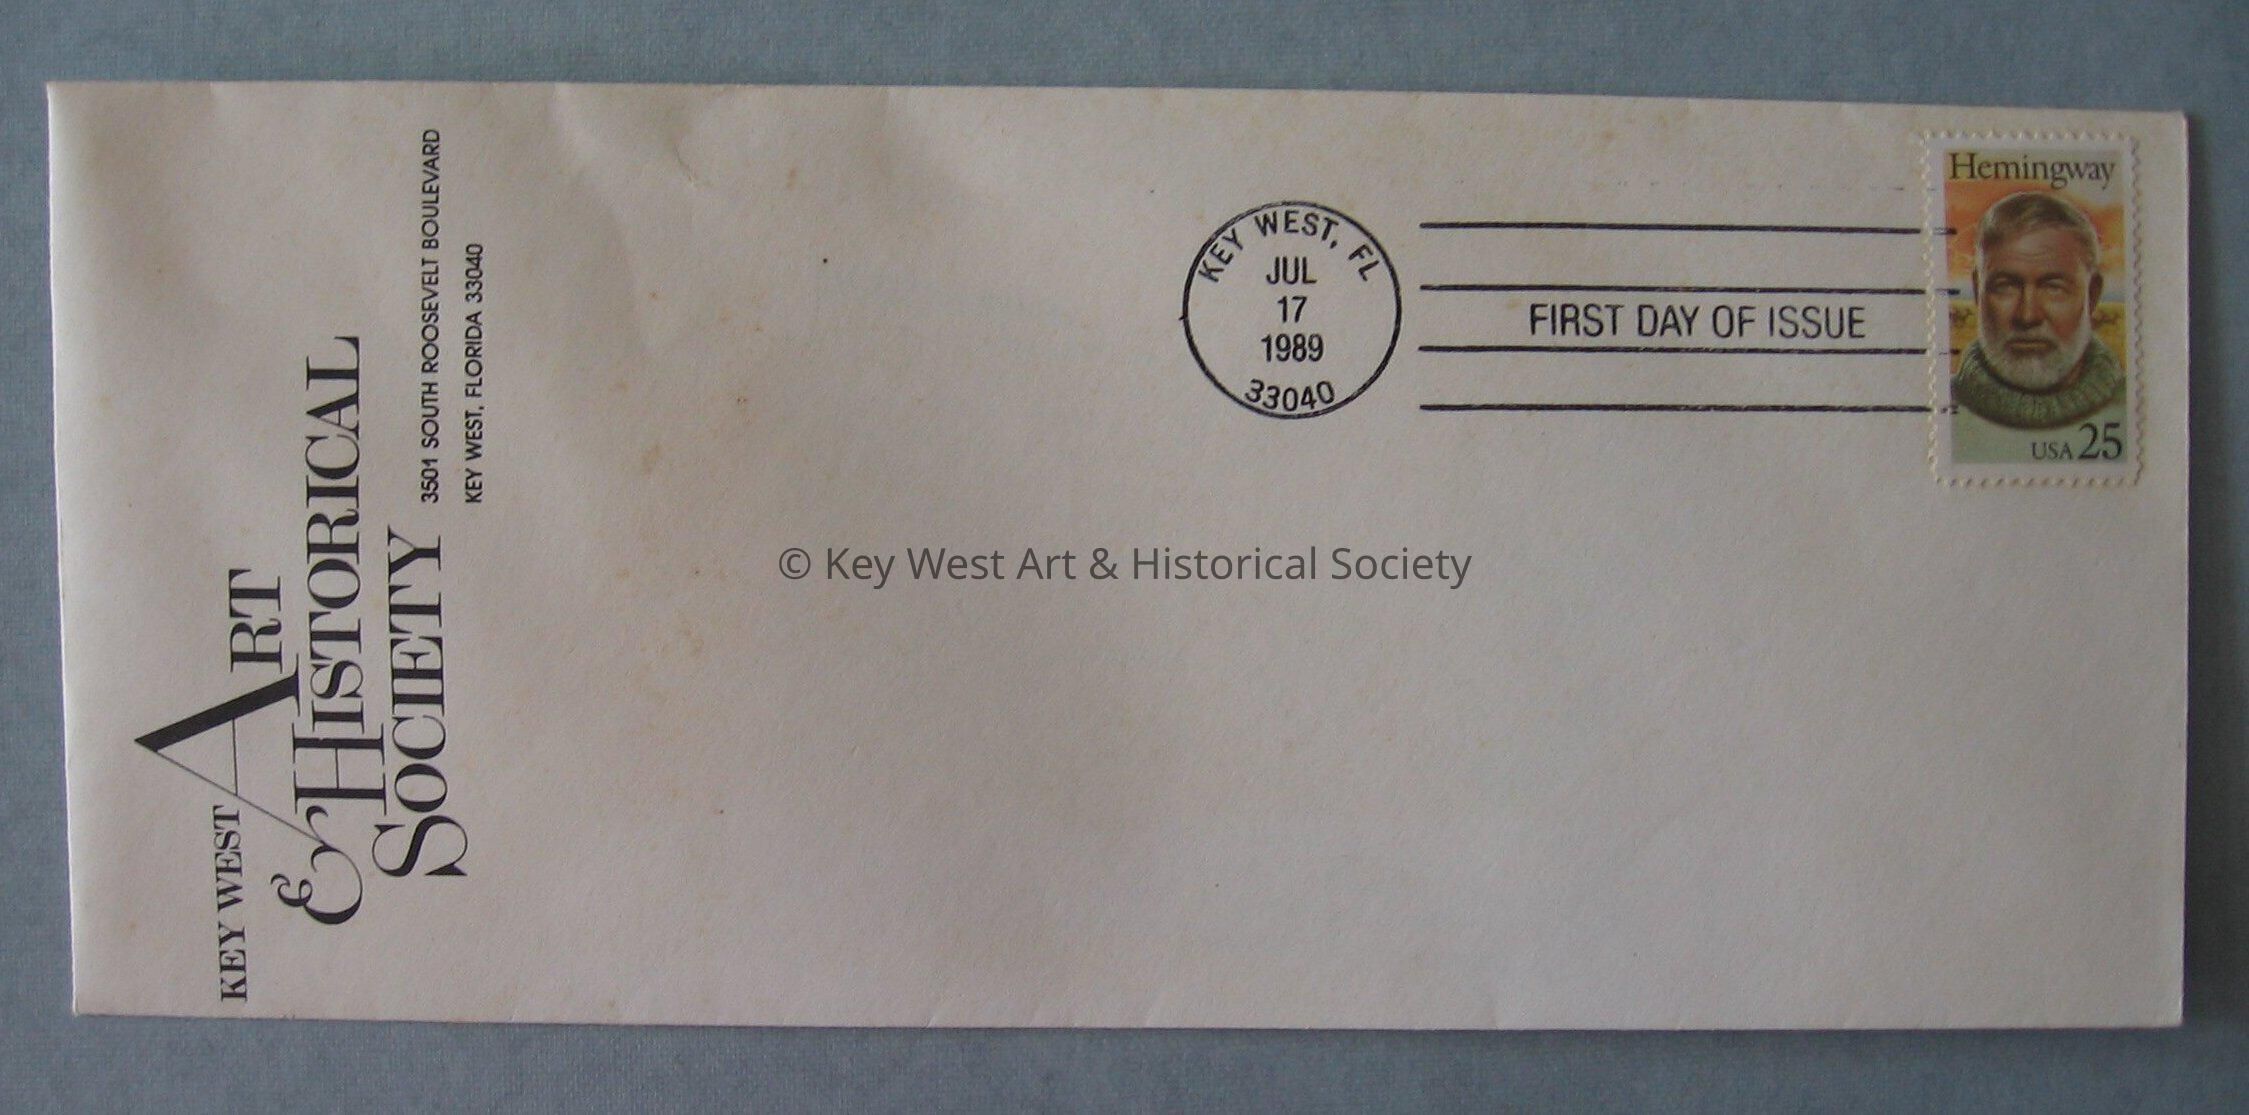 KEY WEST
ART
& HISTORICAL
SOCIETY
3501 SOUTH ROOSEVELT BOULEVARD
KEY WEST, FLORIDA 33040
KEY WEST, FL
JUL
17
1989
33040
FIRST DAY OF ISSUE
Hemingway
USA 25
© Key West Art & Historical Society